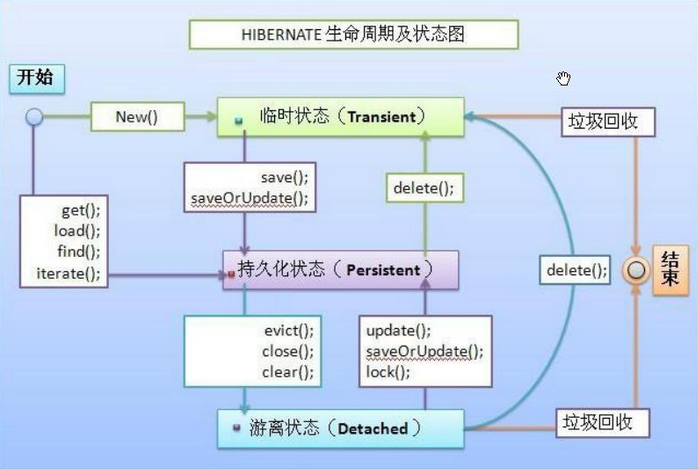 HIBERNATE 生命周期及状态图
开始
New()
临时状态（Transient）
垃圾回收
save();
saveOrUpdate();
delete();
get();
load();
find();
iterate();
持久化状态（ Persistent ）
delete();
结束
evict();
close();
clear();
update();
saveOrUpdate();
lock();
游离状态（Detached ）
垃圾回收